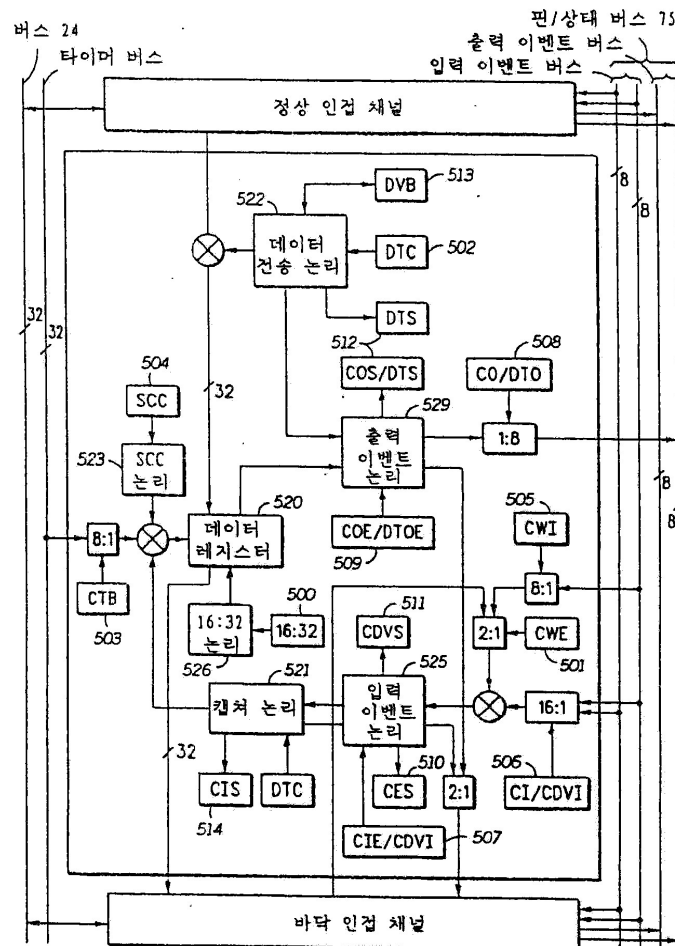 핀/상태 버스 75
버스 24
출력 이벤트 버스
타이머 버스
입력 이벤트 버스
정상 인접 채널
8
8
513
DVB
522
데이터
전송 논리
502
DTC
DTS
32
32
512
508
504
32
COS/DTS
CO/DTO
SCC
529
523
출력
이벤트
논리
1:8
SCC
논리
505
8
8
520
CWI
데이터
레지스터
COE/DTOE
8:1
509
8:1
511
CTB
500
CDVS
503
16:32
논리
16:32
2:1
CWE
526
525
501
521
입력
이벤트
논리
캡쳐 논리
16:1
32
510
506
CIS
DTC
CES
2:1
CI/CDVI
514
CIE/CDVI
507
바닥 인접 채널